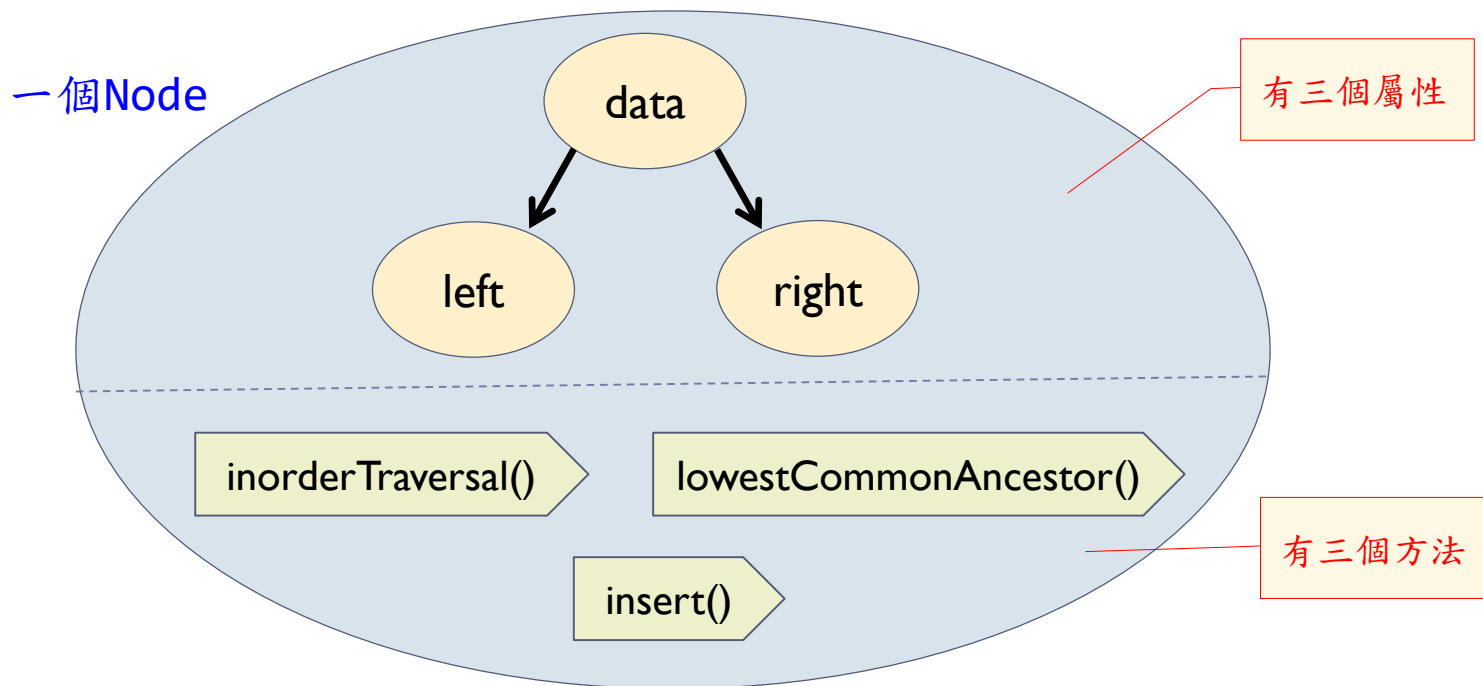 一個Node
data
有三個屬性
left
right
inorderTraversal()
lowestCommonAncestor()
有三個方法
insert()